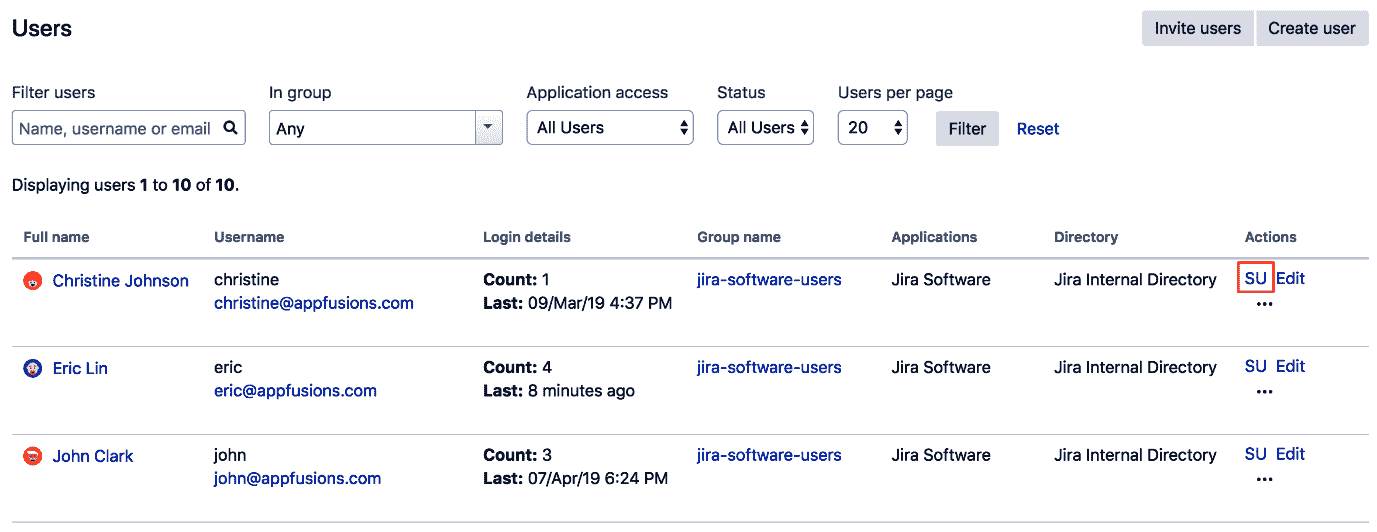 Users
Invite users Create user
Filter users In group Application access Status Users per page
Name, username or email Any All Users All Users 20 Filter Reset
Displaying users 1 to 10 of 10.
Full name Username Login details Group name Applications Directory Actions
Christine Johnson christine Count: 1 jira-software-users Jira Software Jira Internal Directory SU Edit
christine@appfusions.com Last: 09/Mar/19 4:37 PM •••
Eric Lin eric Count: 4 jira-software-users Jira Software Jira Internal Directory SU Edit
eric@appfusions.com Last: 8 minutes ago •••
John Clark john Count: 3 jira-software-users Jira Software Jira Internal Directory SU Edit
john@appfusions.com Last: 07/Apr/19 6:24 PM •••